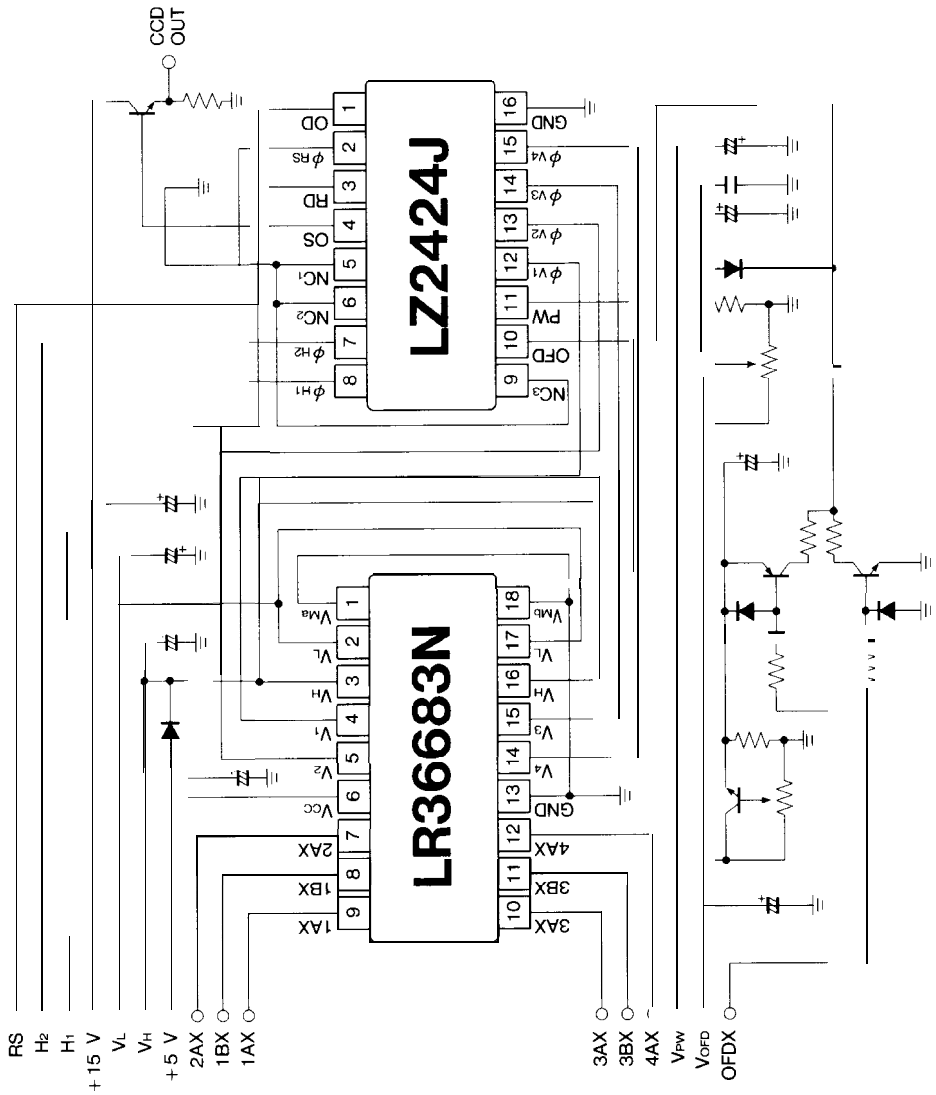 CCD
OUT
LZ2424J
1
OD
2
φRS
3
RD
4
OS
5
NC1
6
NC2
7
φH2
8
φH1
16
GND
15
φV4
14
φV3
13
φV2
12
φV1
11
PW
10
OFD
9
NC3
LR36683N
1
VMa
2
VL
3
VH
4
V1
5
V2
6
VCC
7
2AX
8
1BX
9
1AX
18
VMb
17
VL
16
VH
15
V3
14
V4
13
GND
12
4AX
11
3BX
10
3AX
RS
H2
H1
+15 V
VL
VH
+5 V
2AX
1BX
1AX
3AX
3BX
4AX
VPW
VOFD
OFDX
+
+
+
+
+
+
+